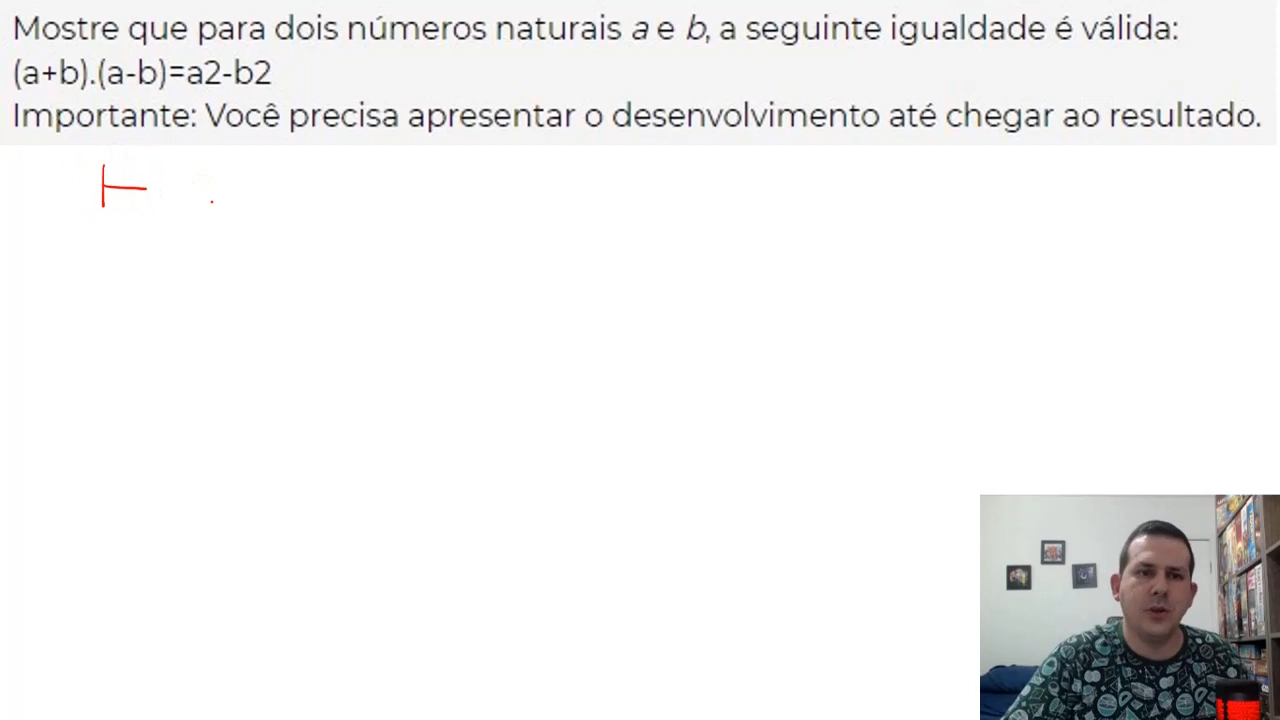 Mostre que para dois números naturais a e b, a seguinte igualdade é válida:
(a+b).(a-b)=a2-b2
Importante: Você precisa apresentar o desenvolvimento até chegar ao resultado.